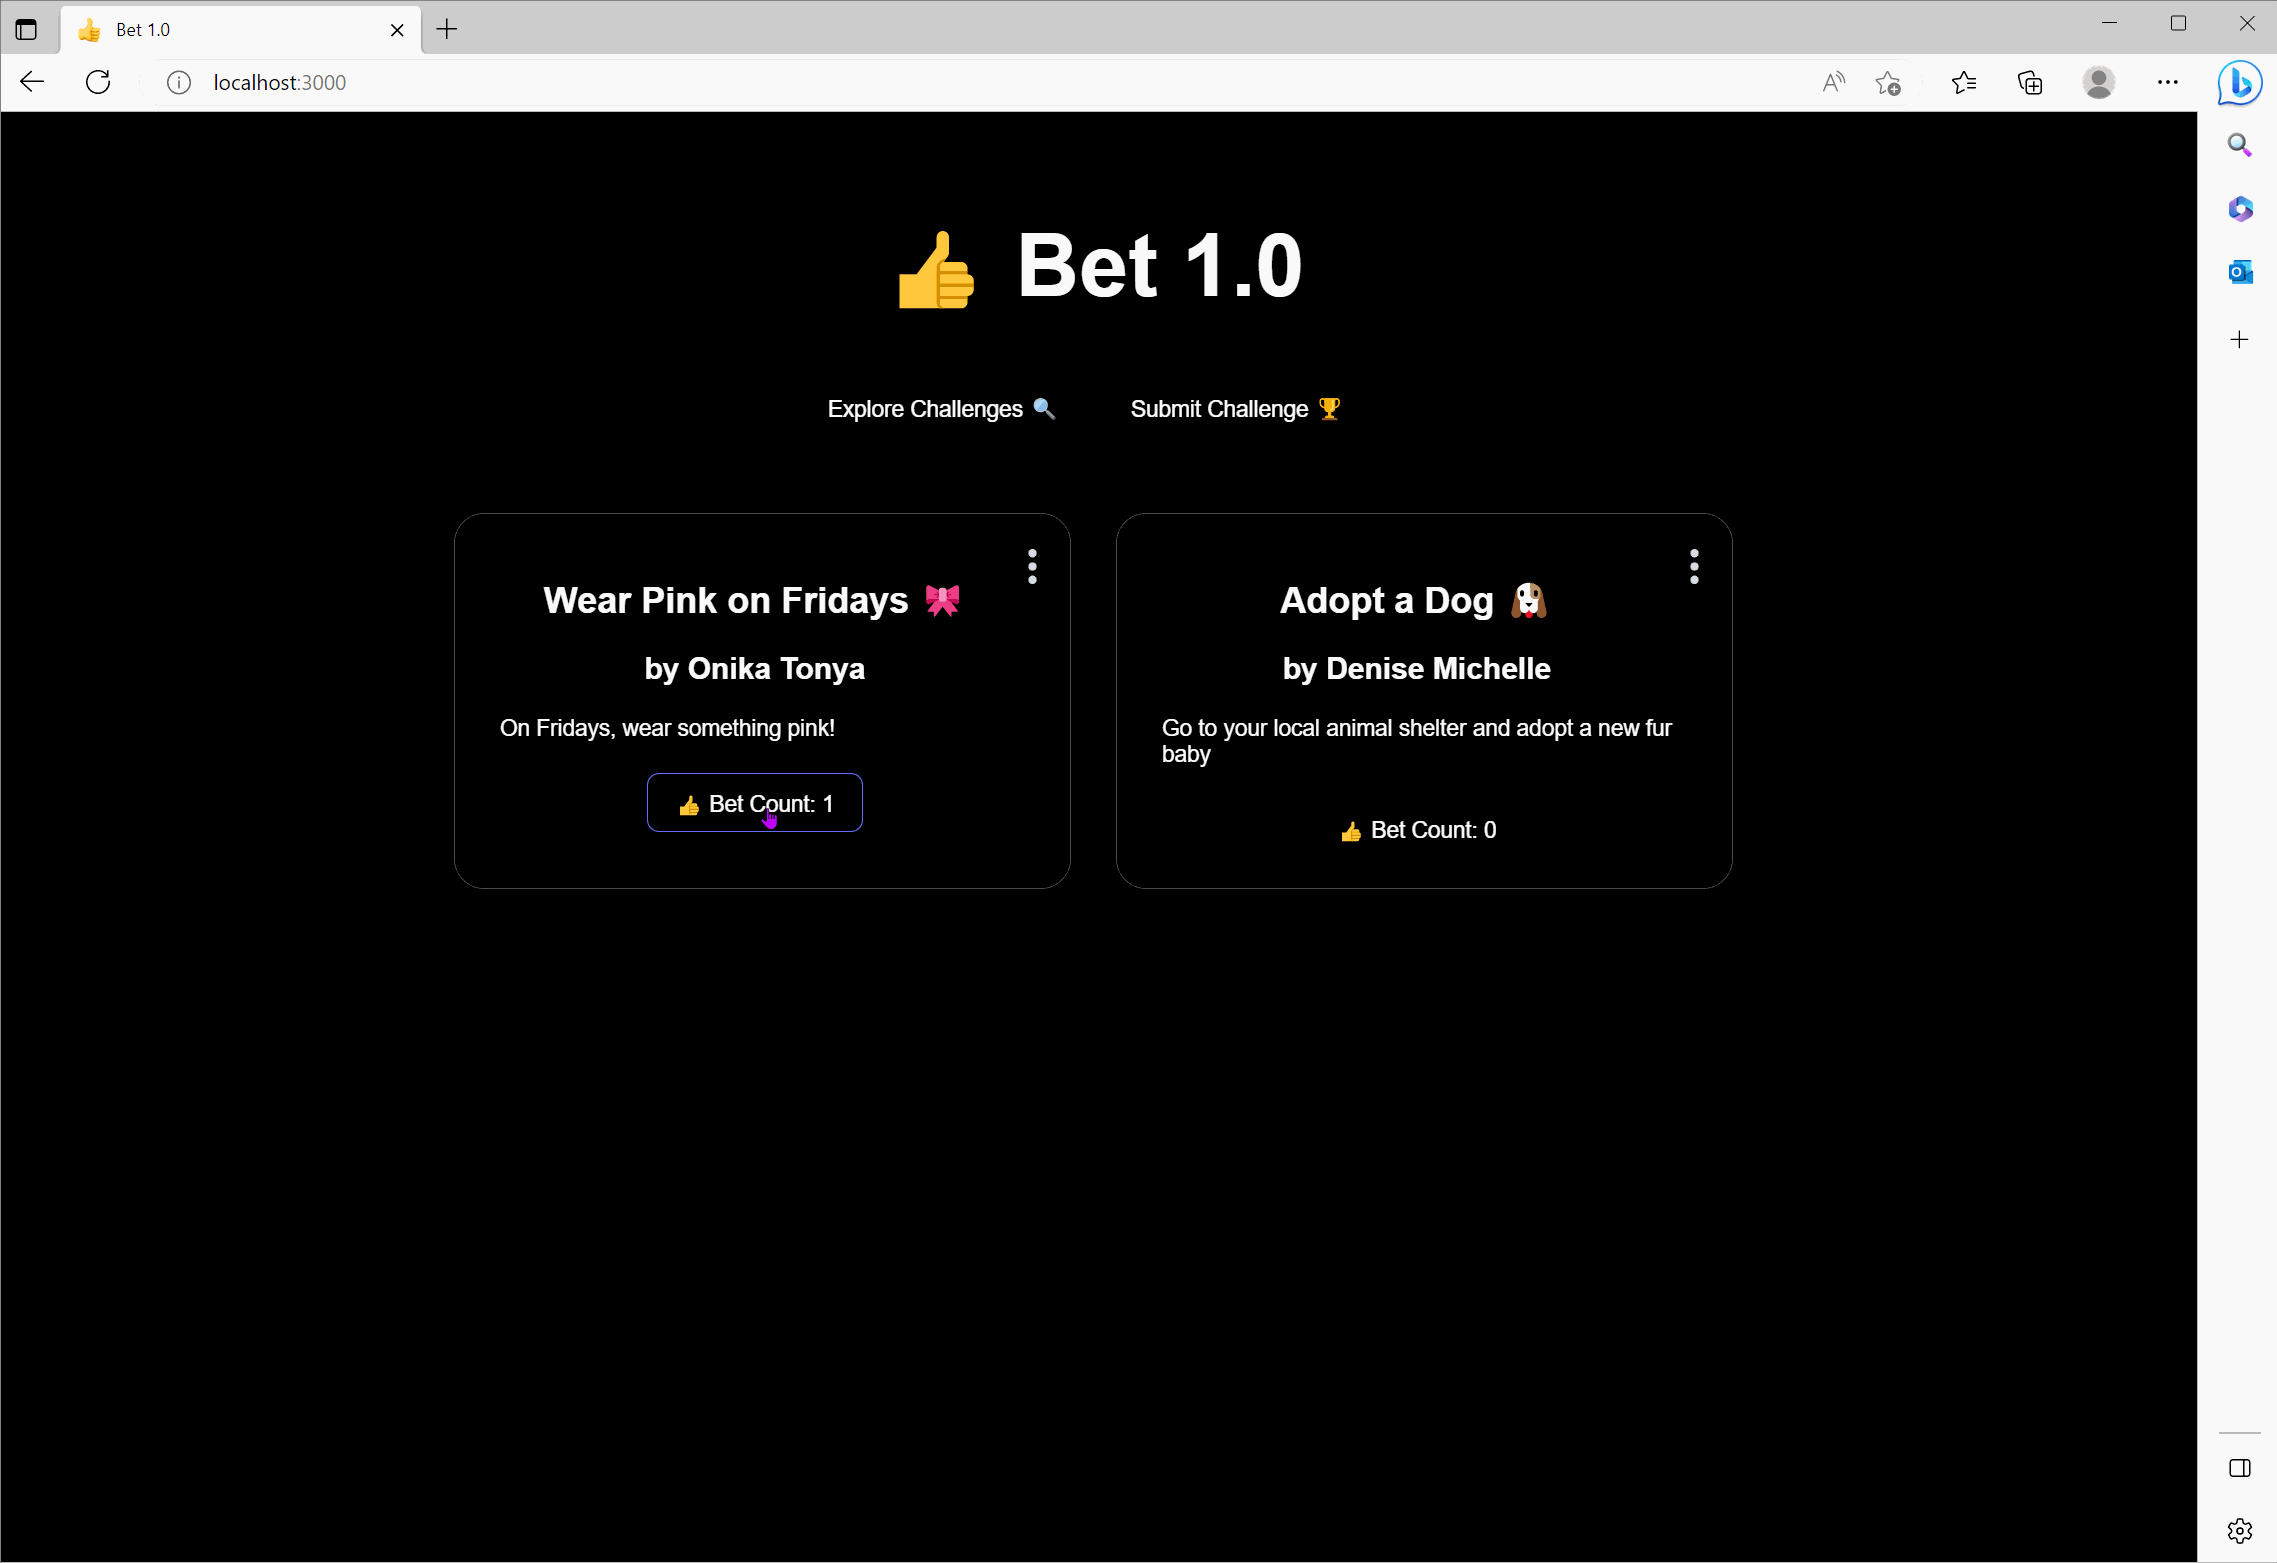 Bet 1.0
localhost:3000
👍 Bet 1.0
Explore Challenges 🔍 Submit Challenge 🏆
Wear Pink on Fridays 🎀
by Onika Tonya
On Fridays, wear something pink!
👍 Bet Count: 1
Adopt a Dog 🐶
by Denise Michelle
Go to your local animal shelter and adopt a new fur
baby
👍 Bet Count: 0